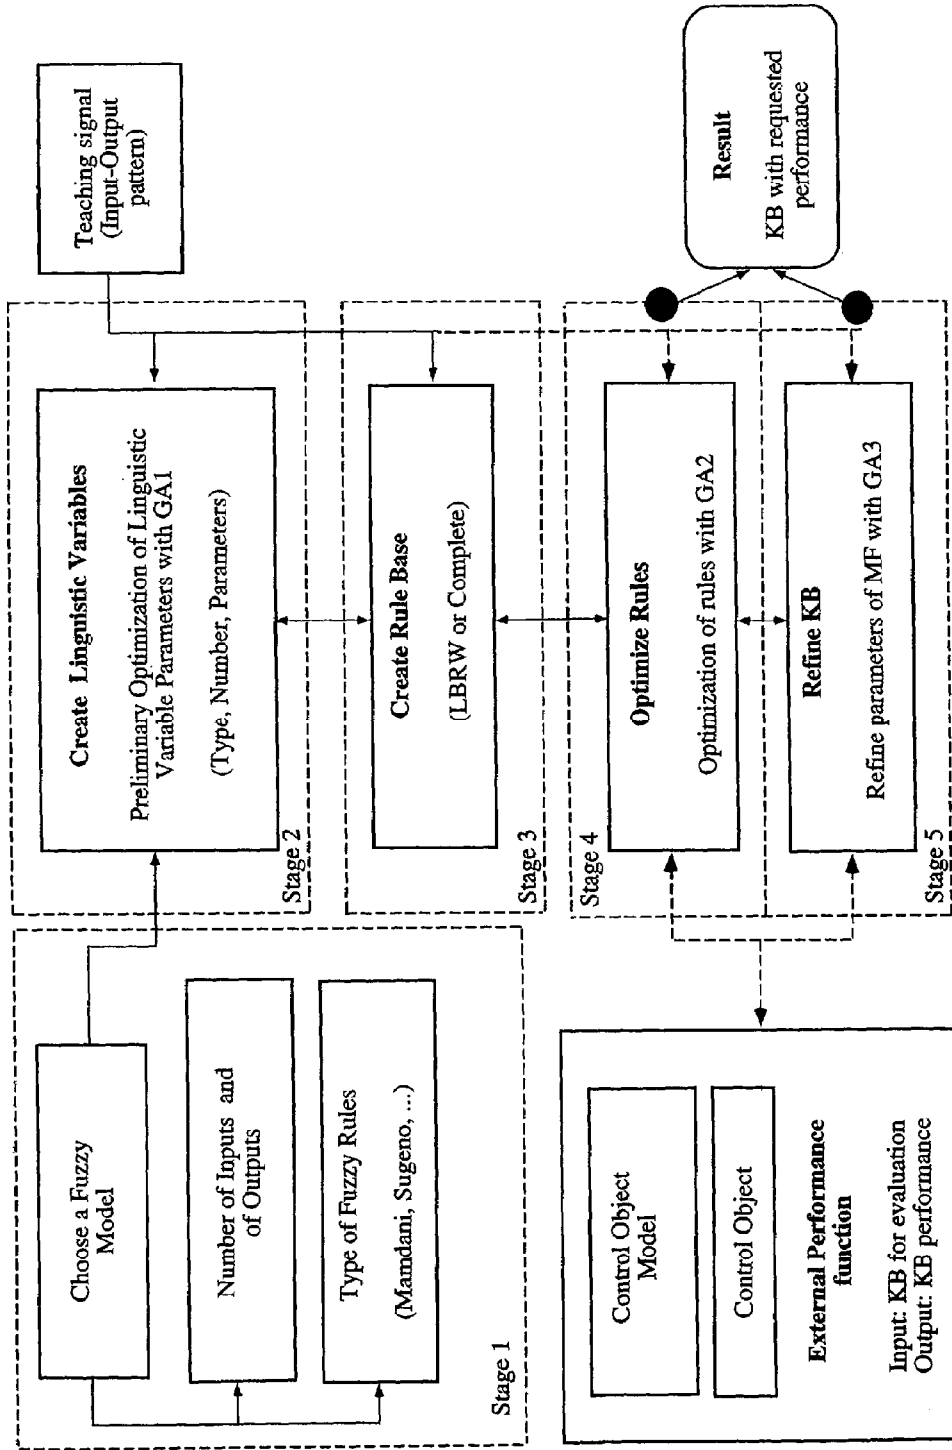 Choose a Fuzzy
Model
Number of Inputs and
of Outputs
Type of Fuzzy Rules
(Mamdani, Sugeno, ...)
Stage 1
Create Linguistic Variables
Preliminary Optimization of Linguistic
Variable Parameters with GA1
(Type, Number, Parameters)
Stage 2
Teaching signal
(Input-Output
pattern)
Create Rule Base
(LBRW or Complete)
Stage 3
Stage 4
Optimize Rules
Optimization of rules with GA2
Refine KB
Refine parameters of MF with GA3
Stage 5
Control Object
Model
Control Object
External Performance
function
Input: KB for evaluation
Output: KB performance
Result
KB with requested
performance